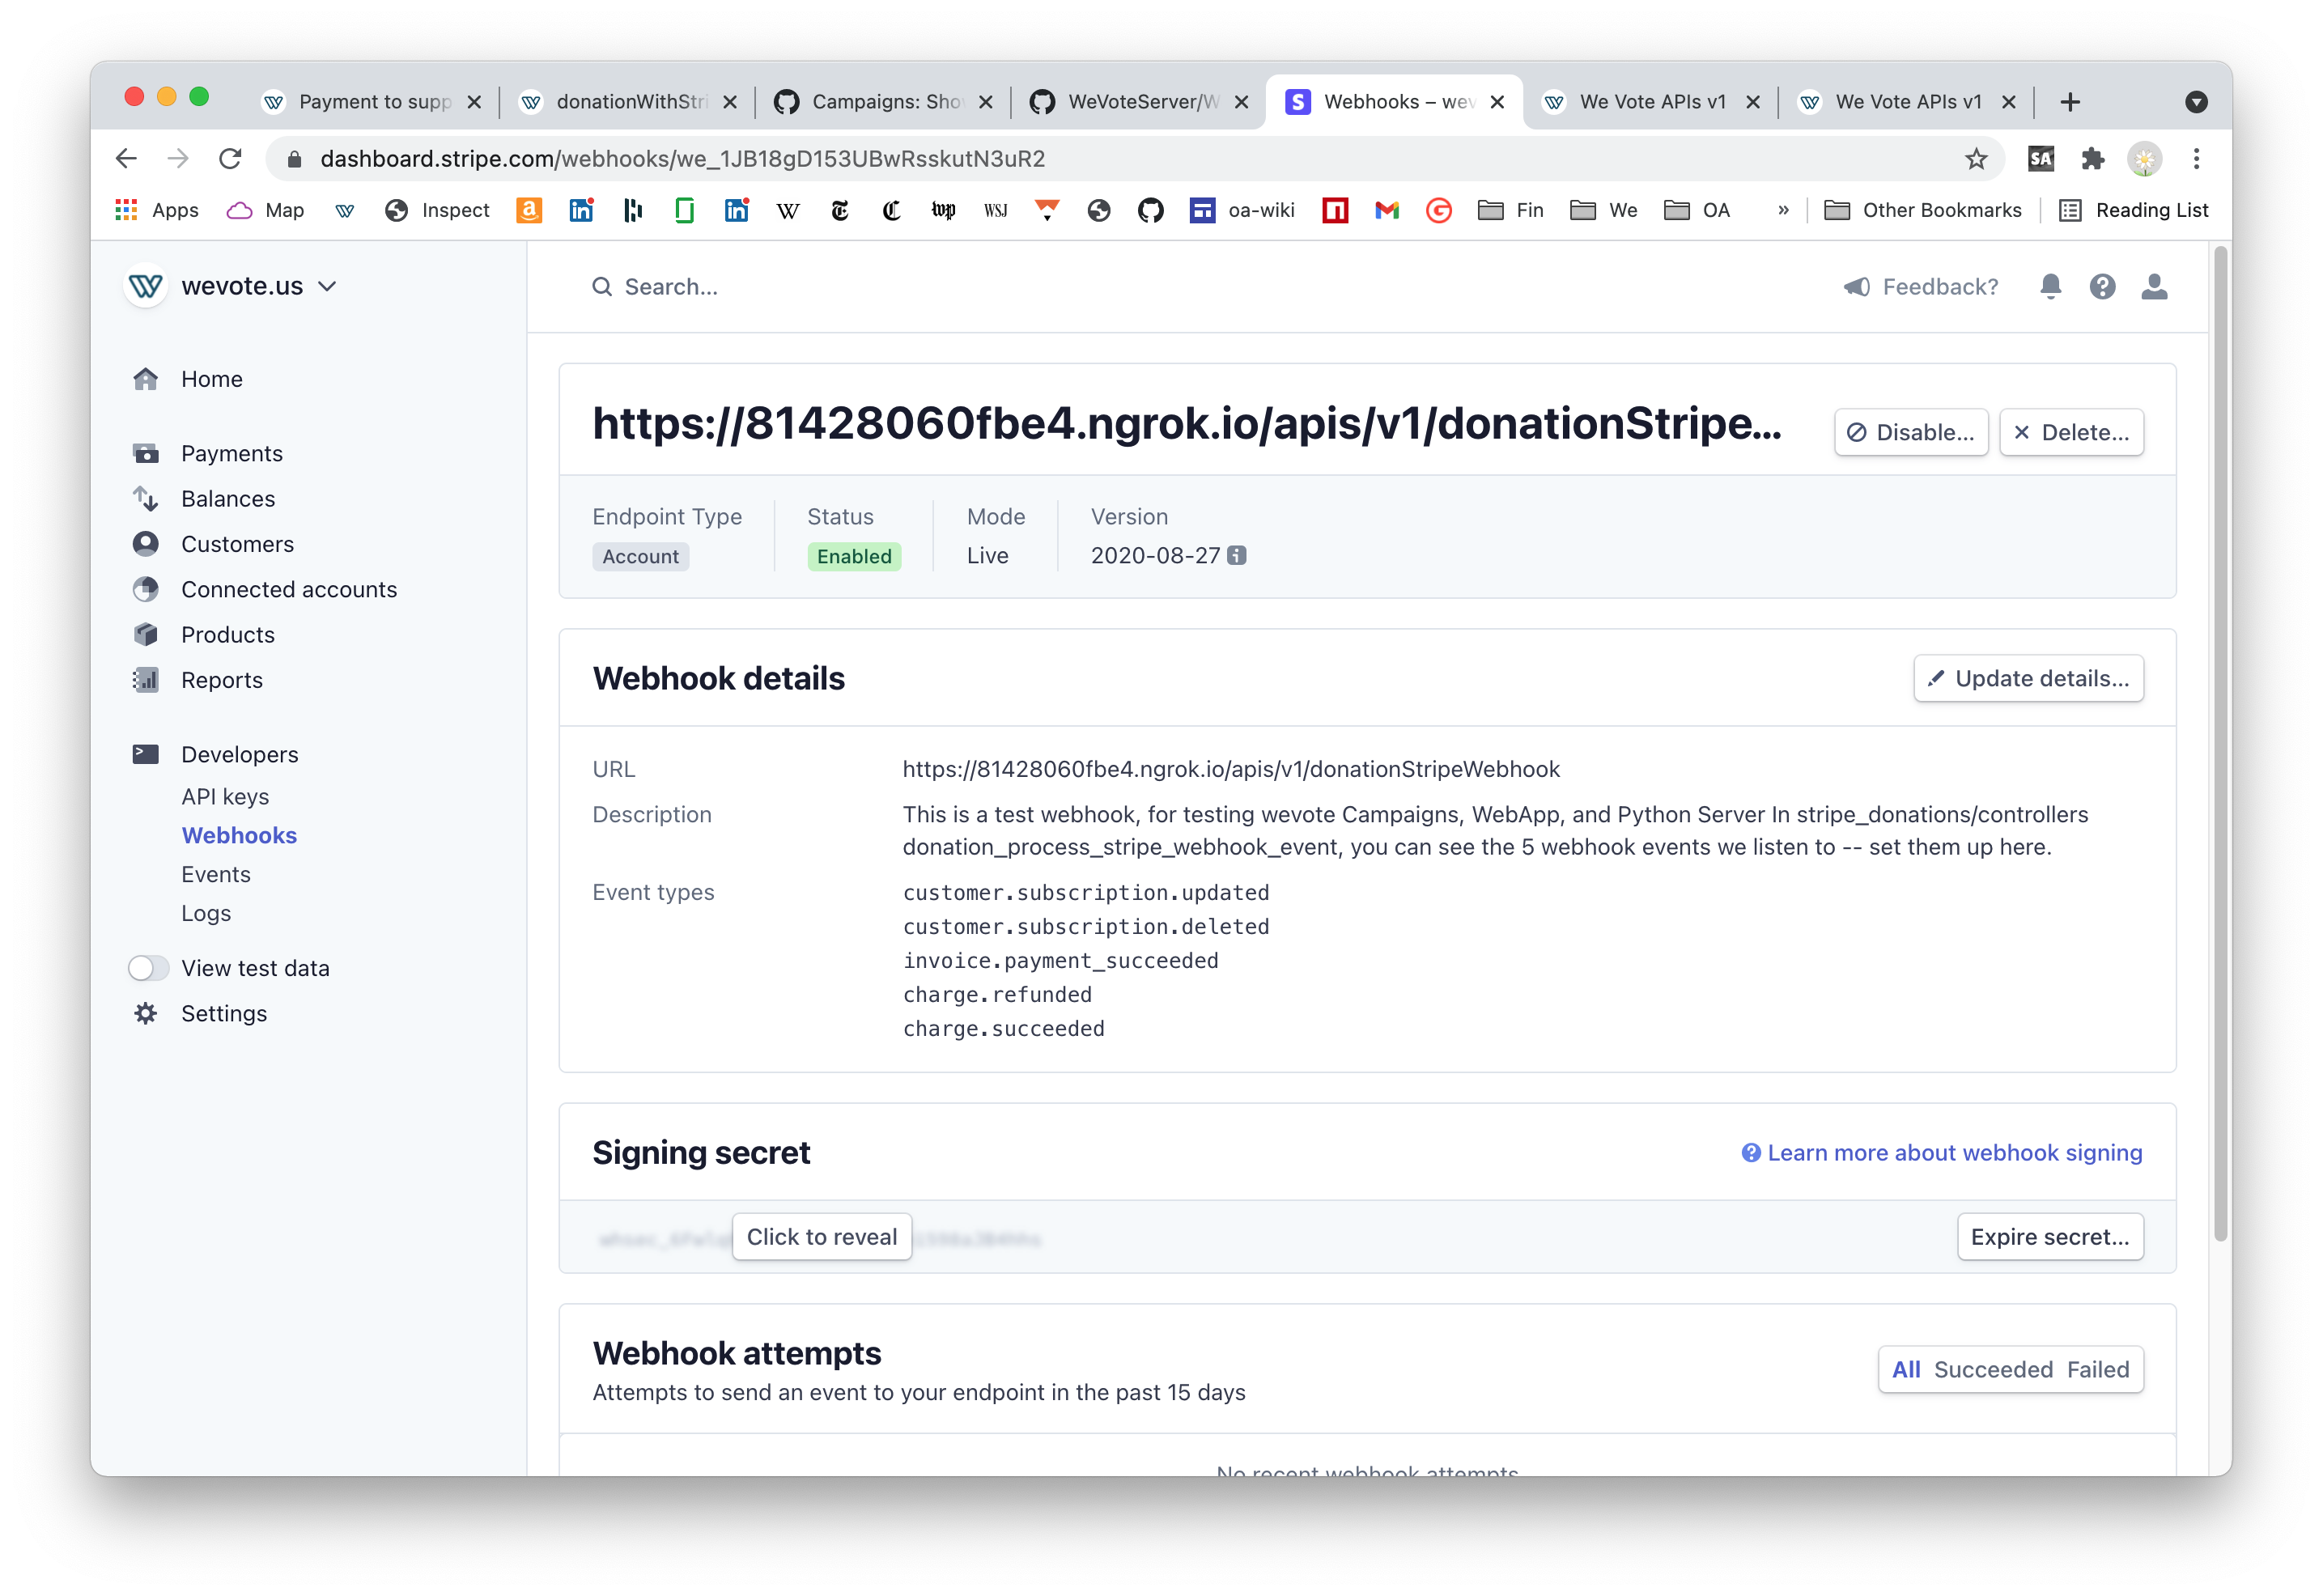 Payment to supp
donationWithStri
Campaigns: Sho
WeVoteServer/W
Webhooks – wev
We Vote APIs v1
We Vote APIs v1
dashboard.stripe.com/webhooks/we_1JB18gD153UBwRsskutN3uR2
SA
Apps
Map
Inspect
WSJ
oa-wiki
Fin
We
OA
»
Other Bookmarks
Reading List
wevote.us
Search...
Feedback?
Home
Payments
Balances
Customers
Connected accounts
Products
Reports
Developers
API keys
Webhooks
Events
Logs
View test data
Settings
https://81428060fbe4.ngrok.io/apis/v1/donationStripe...
Disable...
Delete...
Endpoint Type
Account
Status
Enabled
Mode
Live
Version
2020-08-27
Webhook details
Update details...
URL
https://81428060fbe4.ngrok.io/apis/v1/donationStripeWebhook
Description
This is a test webhook, for testing wevote Campaigns, WebApp, and Python Server In stripe_donations/controllers
donation_process_stripe_webhook_event, you can see the 5 webhook events we listen to -- set them up here.
Event types
customer.subscription.updated
customer.subscription.deleted
invoice.payment_succeeded
charge.refunded
charge.succeeded
Signing secret
Learn more about webhook signing
Click to reveal
Expire secret...
Webhook attempts
All Succeeded Failed
Attempts to send an event to your endpoint in the past 15 days
No recent webhook attempts